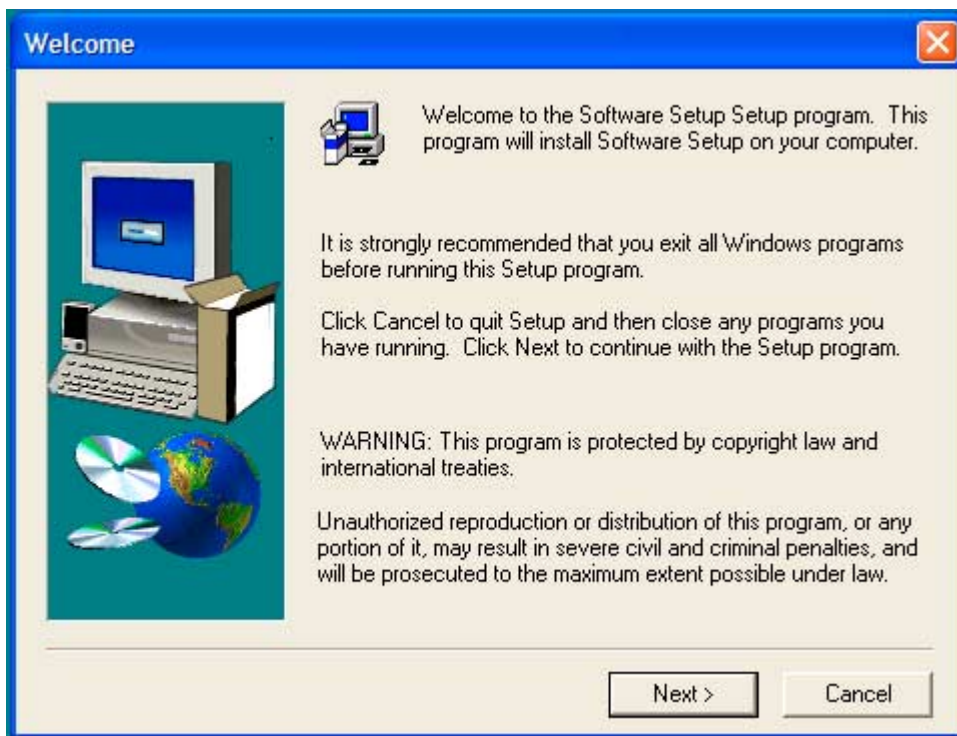 Welcome
Welcome to the Software Setup Setup program.  This
program will install Software Setup on your computer.
It is strongly recommended that you exit all Windows programs
before running this Setup program.
Click Cancel to quit Setup and then close any programs you
have running.  Click Next to continue with the Setup program.
WARNING: This program is protected by copyright law and
international treaties.
Unauthorized reproduction or distribution of this program, or any
portion of it, may result in severe civil and criminal penalties, and
will be prosecuted to the maximum extent possible under law.
Next >
Cancel